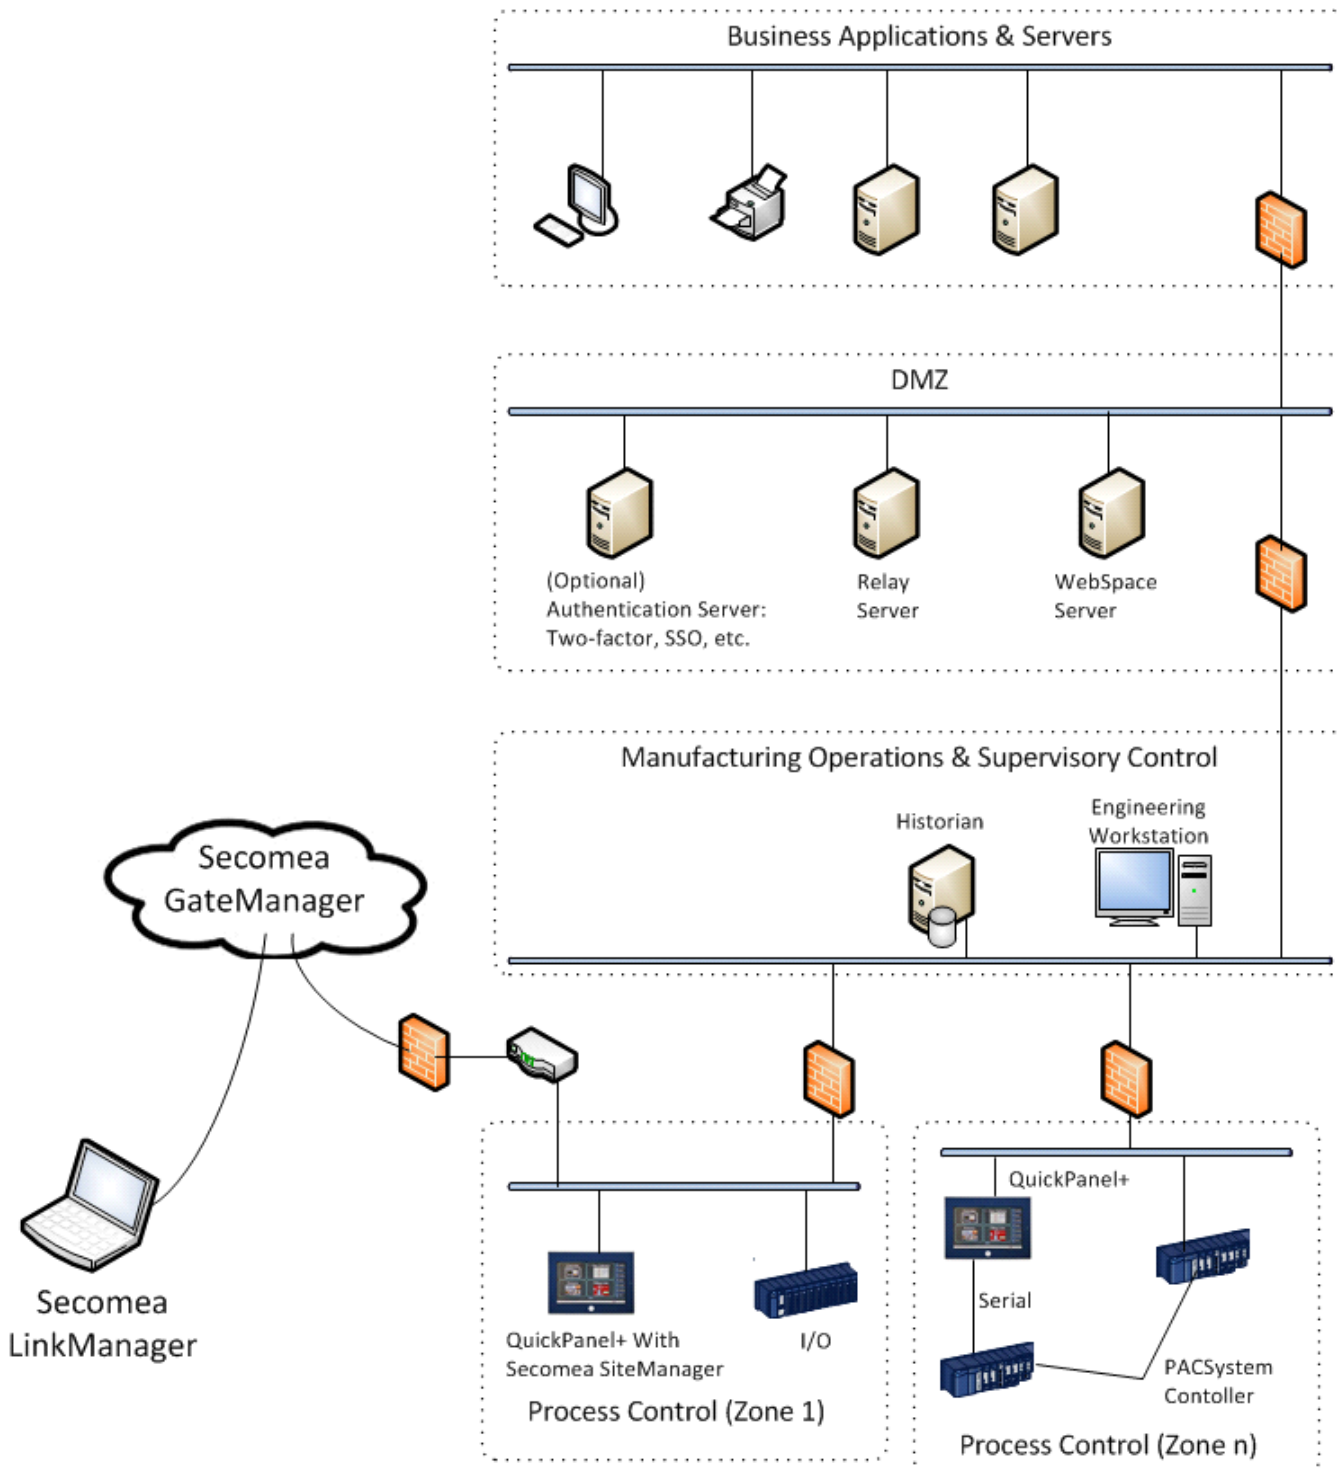 Business Applications & Servers
DMZ
(Optional)
Authentication Server:
Two-factor, SSO, etc.
Relay
Server
WebSpace
Server
Manufacturing Operations & Supervisory Control
Historian
Engineering
Workstation
Secomea
GateManager
Secomea
LinkManager
QuickPanel+ With
Secomea SiteManager
I/O
Process Control (Zone 1)
QuickPanel+
Serial
PACSystem
Contoller
Process Control (Zone n)